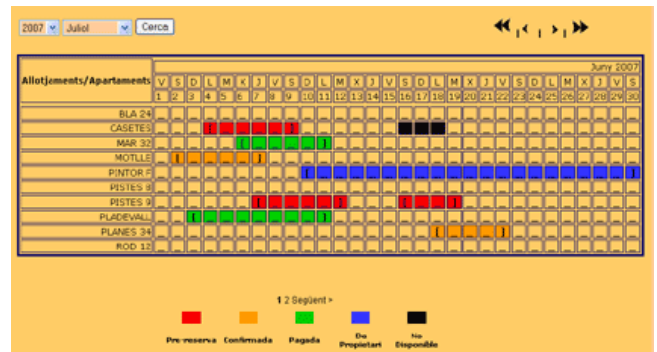 2007 Juliol Cerca
Juny 2007
Allotjements/Apartaments V S D L M X J V S D L M X J V S D L M X J V S D L M X J V S
1 2 3 4 5 6 7 8 9 10 11 12 13 14 15 16 17 18 19 20 21 22 23 24 25 26 27 28 29 30
BLA 24
CASETES
MAR 32
MOTLLE
PINTOR F
PISTES 8
PISTES 9
PLADEVALL
PLANES 34
ROD 12
1 2 Següent >
Pre-reserva Confirmada Pagada De Propietari No Disponible